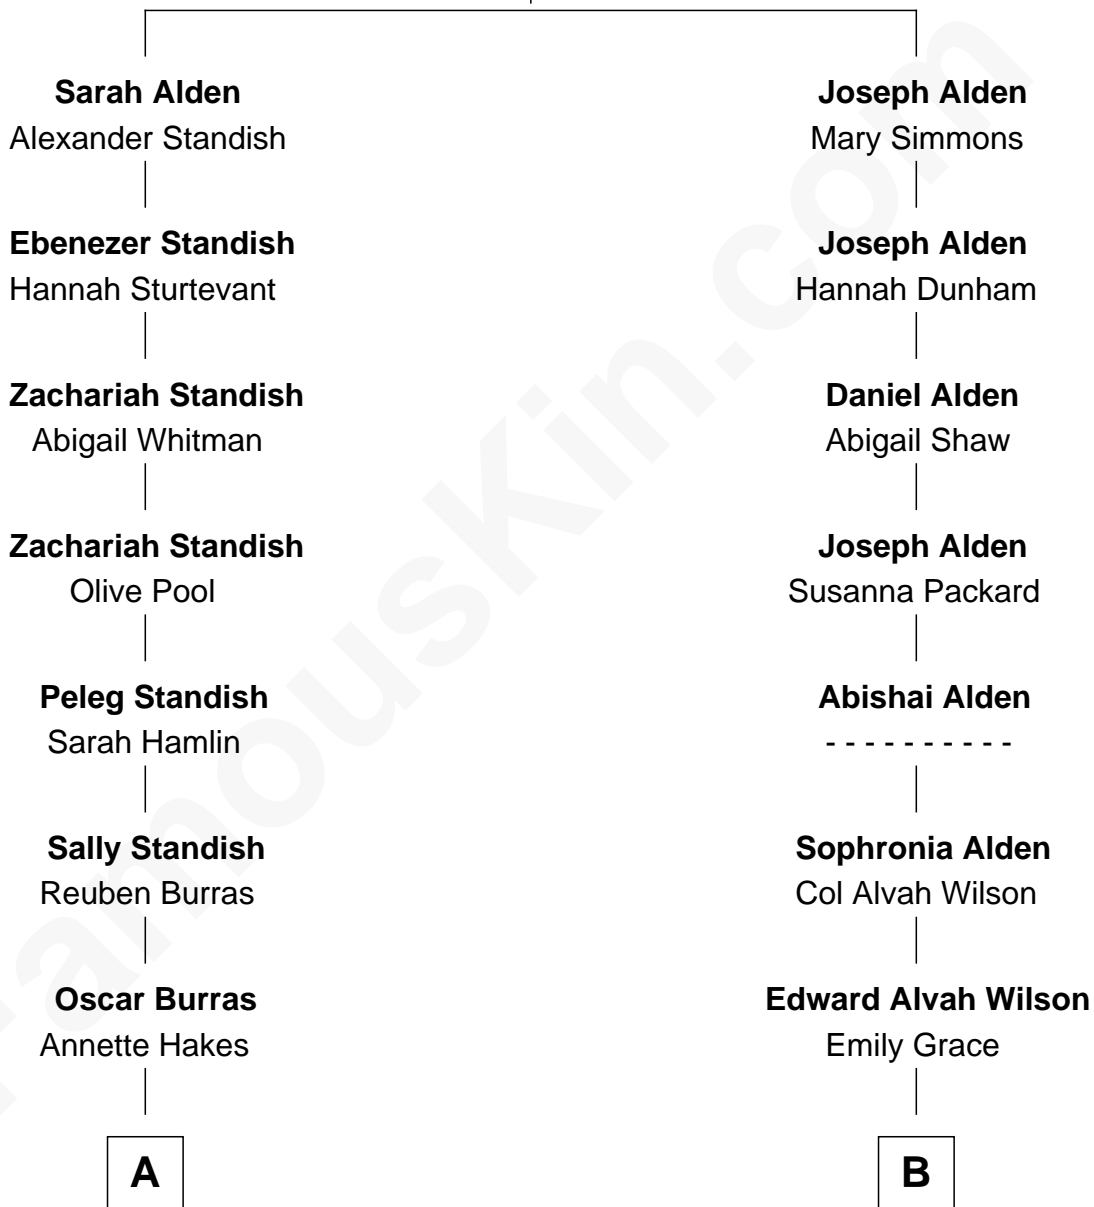 Sarah Alden
Alexander Standish
Joseph Alden
Mary Simmons
Ebenezer Standish
Hannah Sturtevant
Joseph Alden
Hannah Dunham
Zachariah Standish
Abigail Whitman
Daniel Alden
Abigail Shaw
Zachariah Standish
Olive Pool
Joseph Alden
Susanna Packard
Peleg Standish
Sarah Hamlin
Abishai Alden
- - - - - - - - - -
Sally Standish
Reuben Burras
Sophronia Alden
Col Alvah Wilson
Oscar Burras
Annette Hakes
Edward Alvah Wilson
Emily Grace
A
B
FamousKin.com